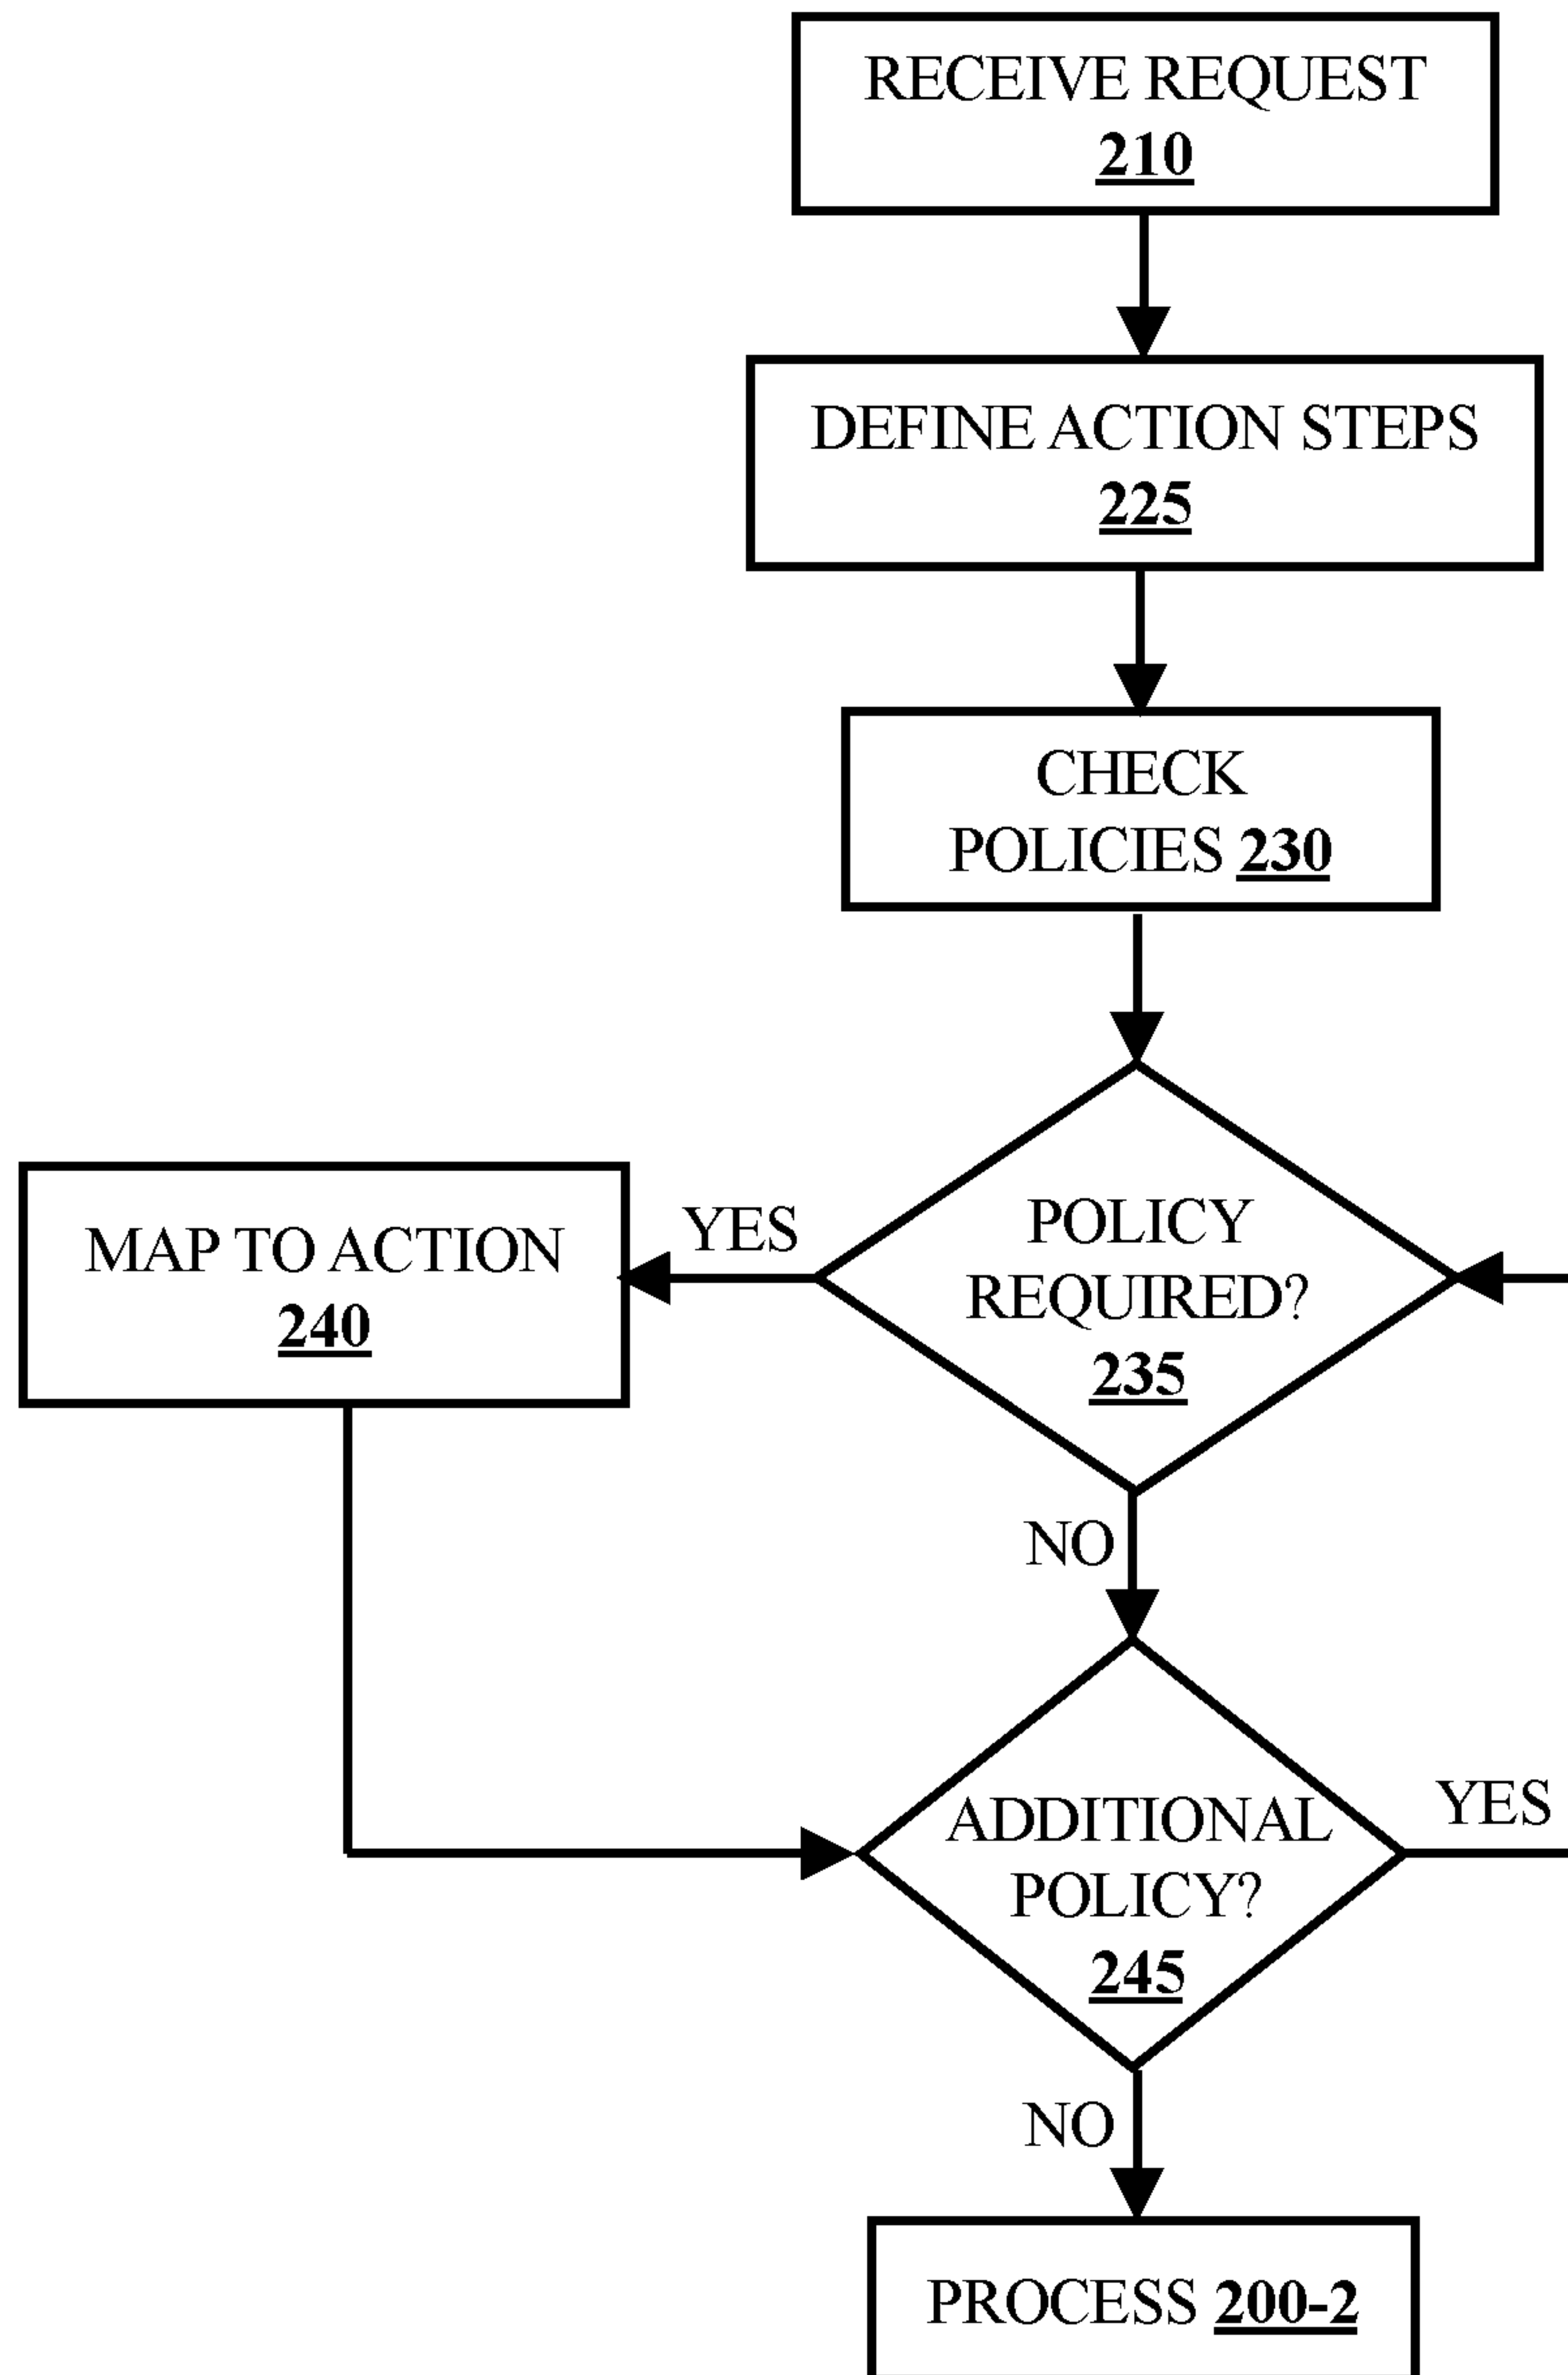 RECEIVE REQUEST
210
DEFINE ACTION STEPS
225
CHECK
POLICIES 230
POLICY
REQUIRED?
235
YES
MAP TO ACTION
240
NO
ADDITIONAL
POLICY?
245
YES
NO
PROCESS 200-2